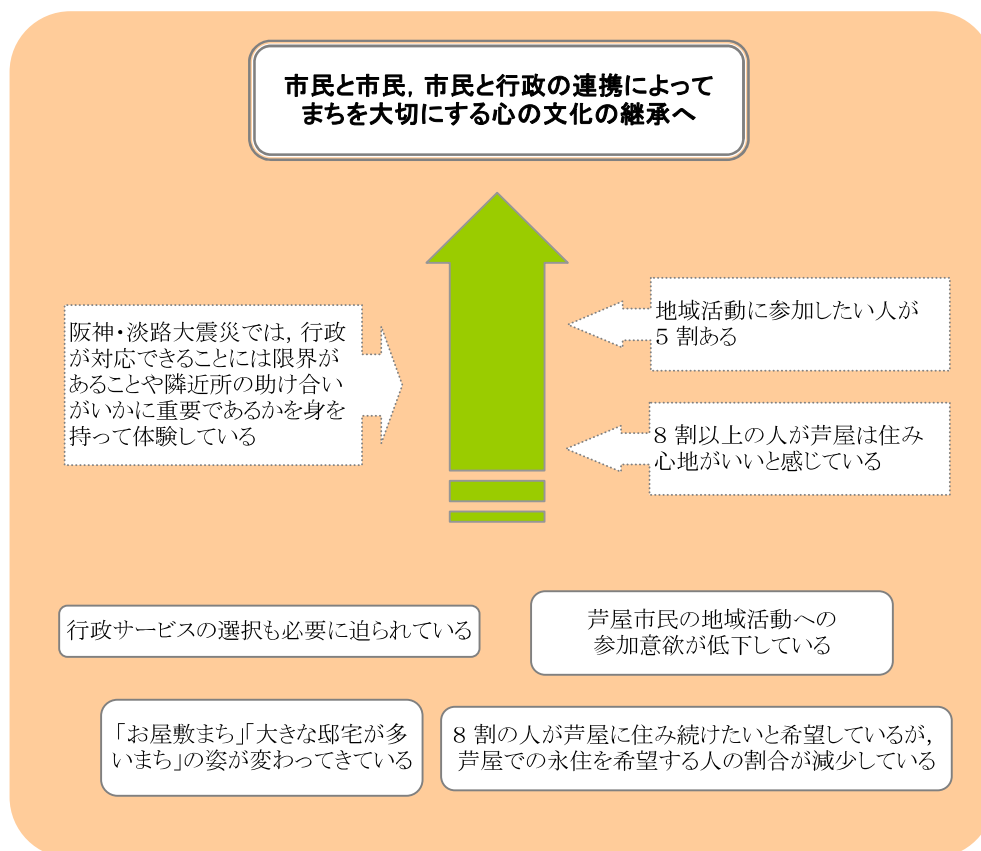 市民と市民，市民と行政の連携によって
まちを大切にする心の文化の継承へ
阪神・淡路大震災では，行政
が対応できることには限界が
あることや隣近所の助け合い
がいかに重要であるかを身を
持って体験している
地域活動に参加したい人が
5 割ある
8 割以上の人が芦屋は住み
心地がいいと感じている
行政サービスの選択も必要に迫られている
芦屋市民の地域活動への
参加意欲が低下している
「お屋敷まち」「大きな邸宅が多
いまち」の姿が変わってきている
8 割の人が芦屋に住み続けたいと希望しているが，
芦屋での永住を希望する人の割合が減少している